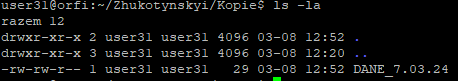 user31@orfi:~/Zhukotynskyi/Kopie$ ls -la
razem 12
drwxr-xr-x 2 user31 user31 4096 03-08 12:52 .
drwxr-xr-x 3 user31 user31 4096 03-08 12:20 ..
-rw-rw-r-- 1 user31 user31   29 03-08 12:52 DANE_7.03.24